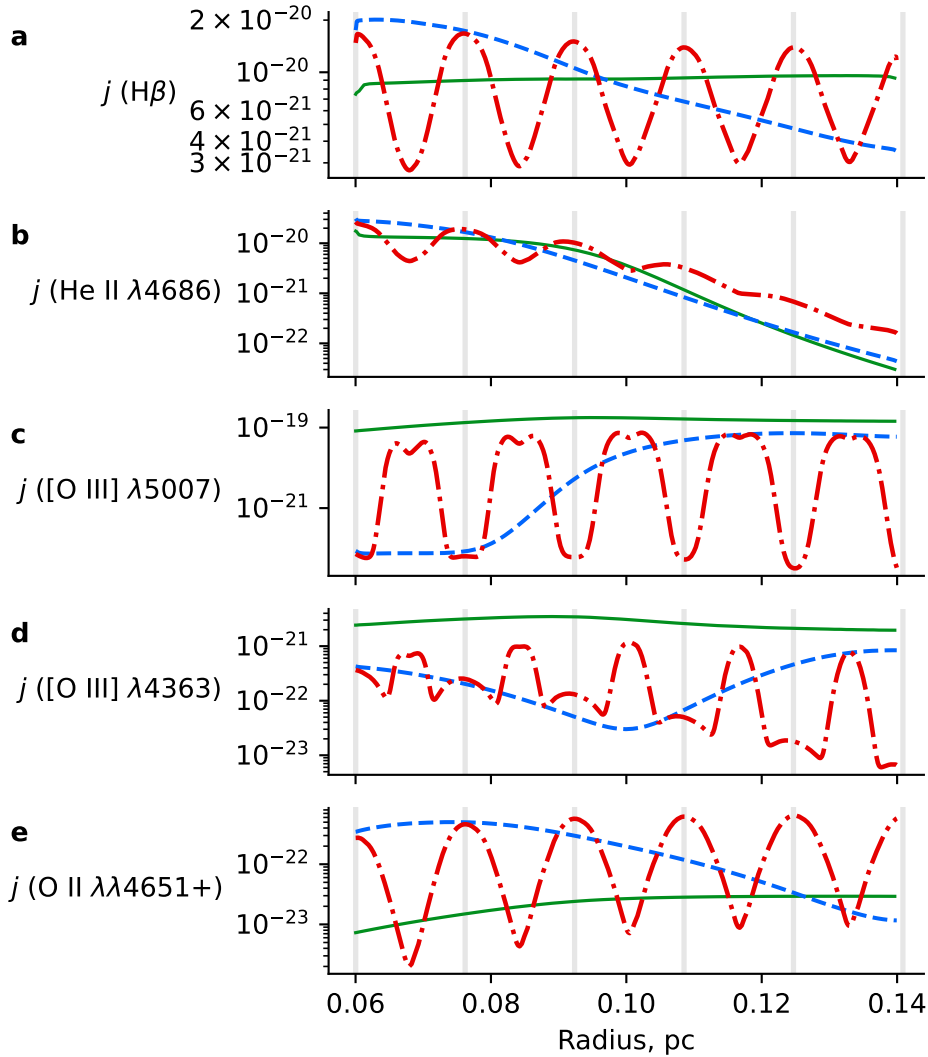 a
j (Hβ)
2 × 10⁻²⁰
10⁻²⁰
6 × 10⁻²¹
4 × 10⁻²¹
3 × 10⁻²¹
b
j (He II λ4686)
10⁻²⁰
10⁻²¹
10⁻²²
c
j ([O III] λ5007)
10⁻¹⁹
10⁻²¹
d
j ([O III] λ4363)
10⁻²¹
10⁻²²
10⁻²³
e
j (O II λλ4651+)
10⁻²²
10⁻²³
0.06 0.08 0.10 0.12 0.14
Radius, pc